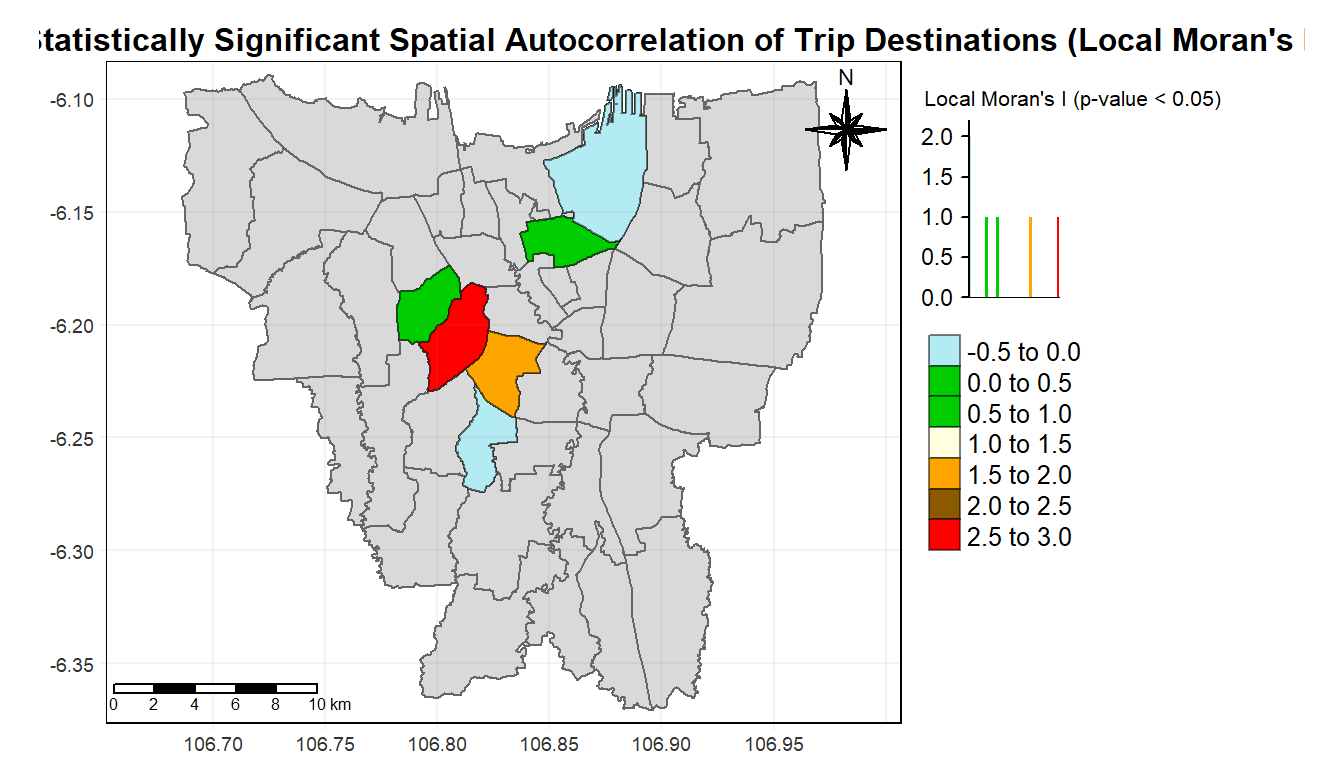 Statistically Significant Spatial Autocorrelation of Trip Destinations (Local Moran's I
N
Local Moran's I (p-value < 0.05)
2.0
1.5
1.0
0.5
0.0
-0.5 to 0.0
0.0 to 0.5
0.5 to 1.0
1.0 to 1.5
1.5 to 2.0
2.0 to 2.5
2.5 to 3.0
-6.10
-6.15
-6.20
-6.25
-6.30
-6.35
0 2 4 6 8 10 km
106.70 106.75 106.80 106.85 106.90 106.95